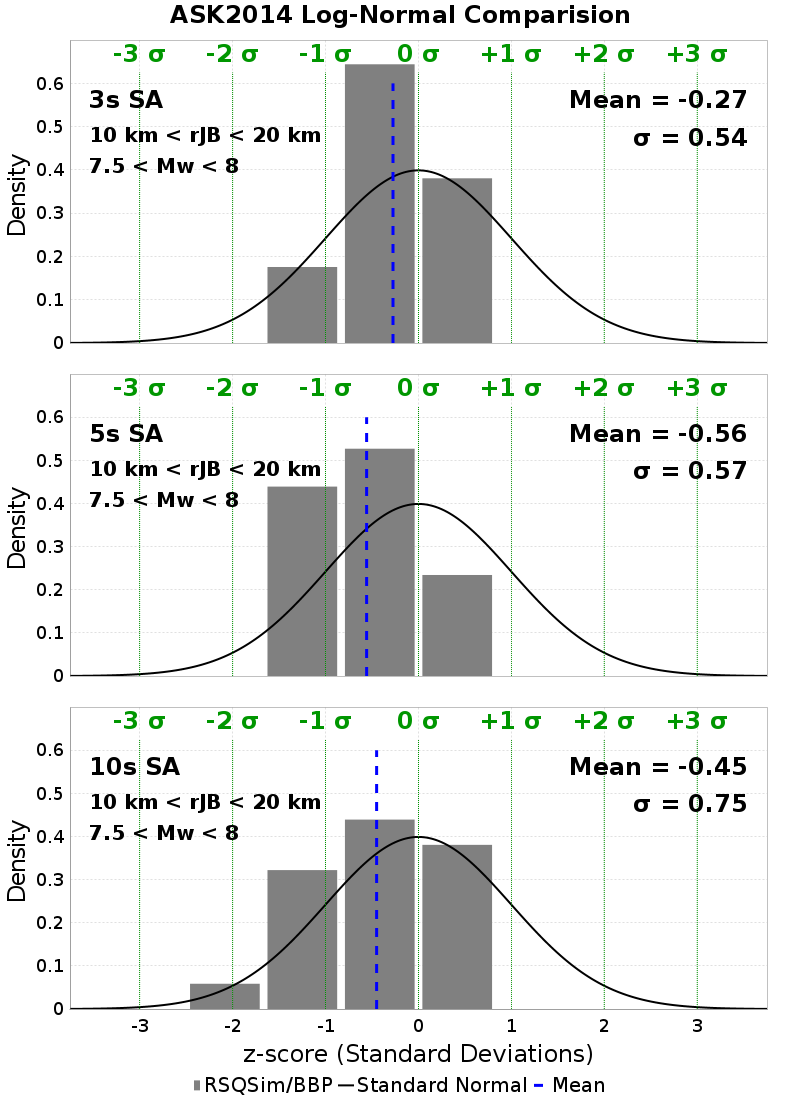 ASK2014 Log-Normal Comparision
-3 σ -2 σ -1 σ 0 σ +1 σ +2 σ +3 σ
3s SA
10 km < rJB < 20 km
7.5 < Mw < 8
Mean = -0.27
σ = 0.54
Density
0.6
0.5
0.4
0.3
0.2
0.1
0
-3 σ -2 σ -1 σ 0 σ +1 σ +2 σ +3 σ
5s SA
10 km < rJB < 20 km
7.5 < Mw < 8
Mean = -0.56
σ = 0.57
Density
0.6
0.5
0.4
0.3
0.2
0.1
0
-3 σ -2 σ -1 σ 0 σ +1 σ +2 σ +3 σ
10s SA
10 km < rJB < 20 km
7.5 < Mw < 8
Mean = -0.45
σ = 0.75
Density
0.6
0.5
0.4
0.3
0.2
0.1
0
-3 -2 -1 0 1 2 3
z-score (Standard Deviations)
RSQSim/BBP Standard Normal Mean